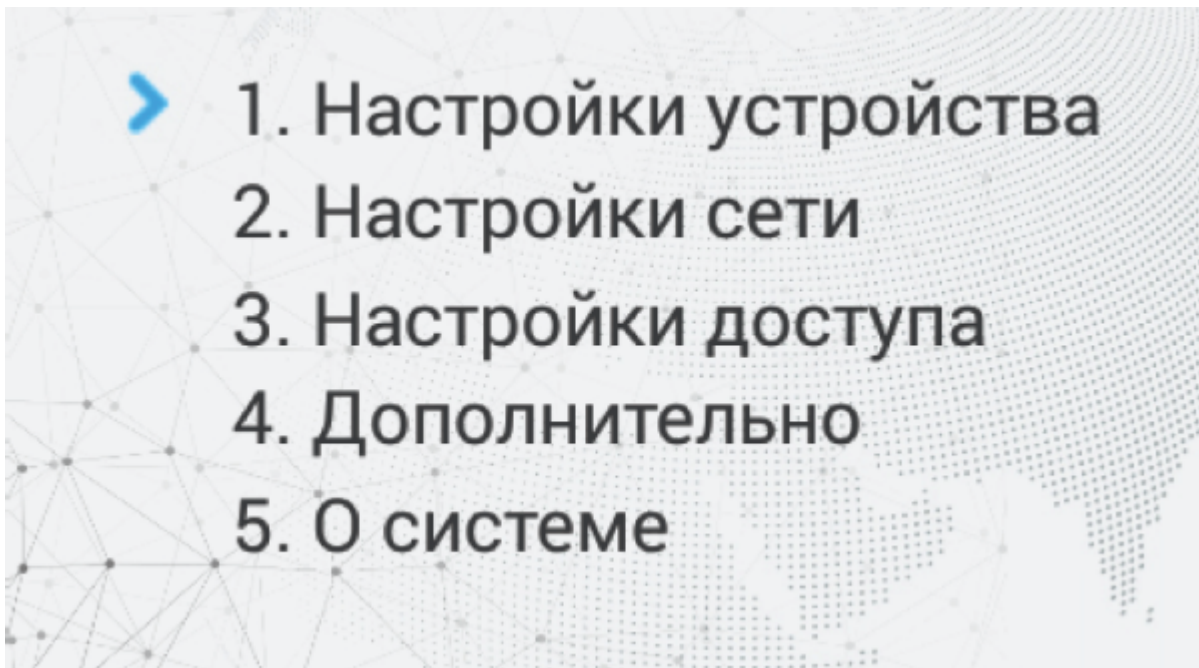 1. Настройки устройства
2. Настройки сети
3. Настройки доступа
4. Дополнительно
5. О системе